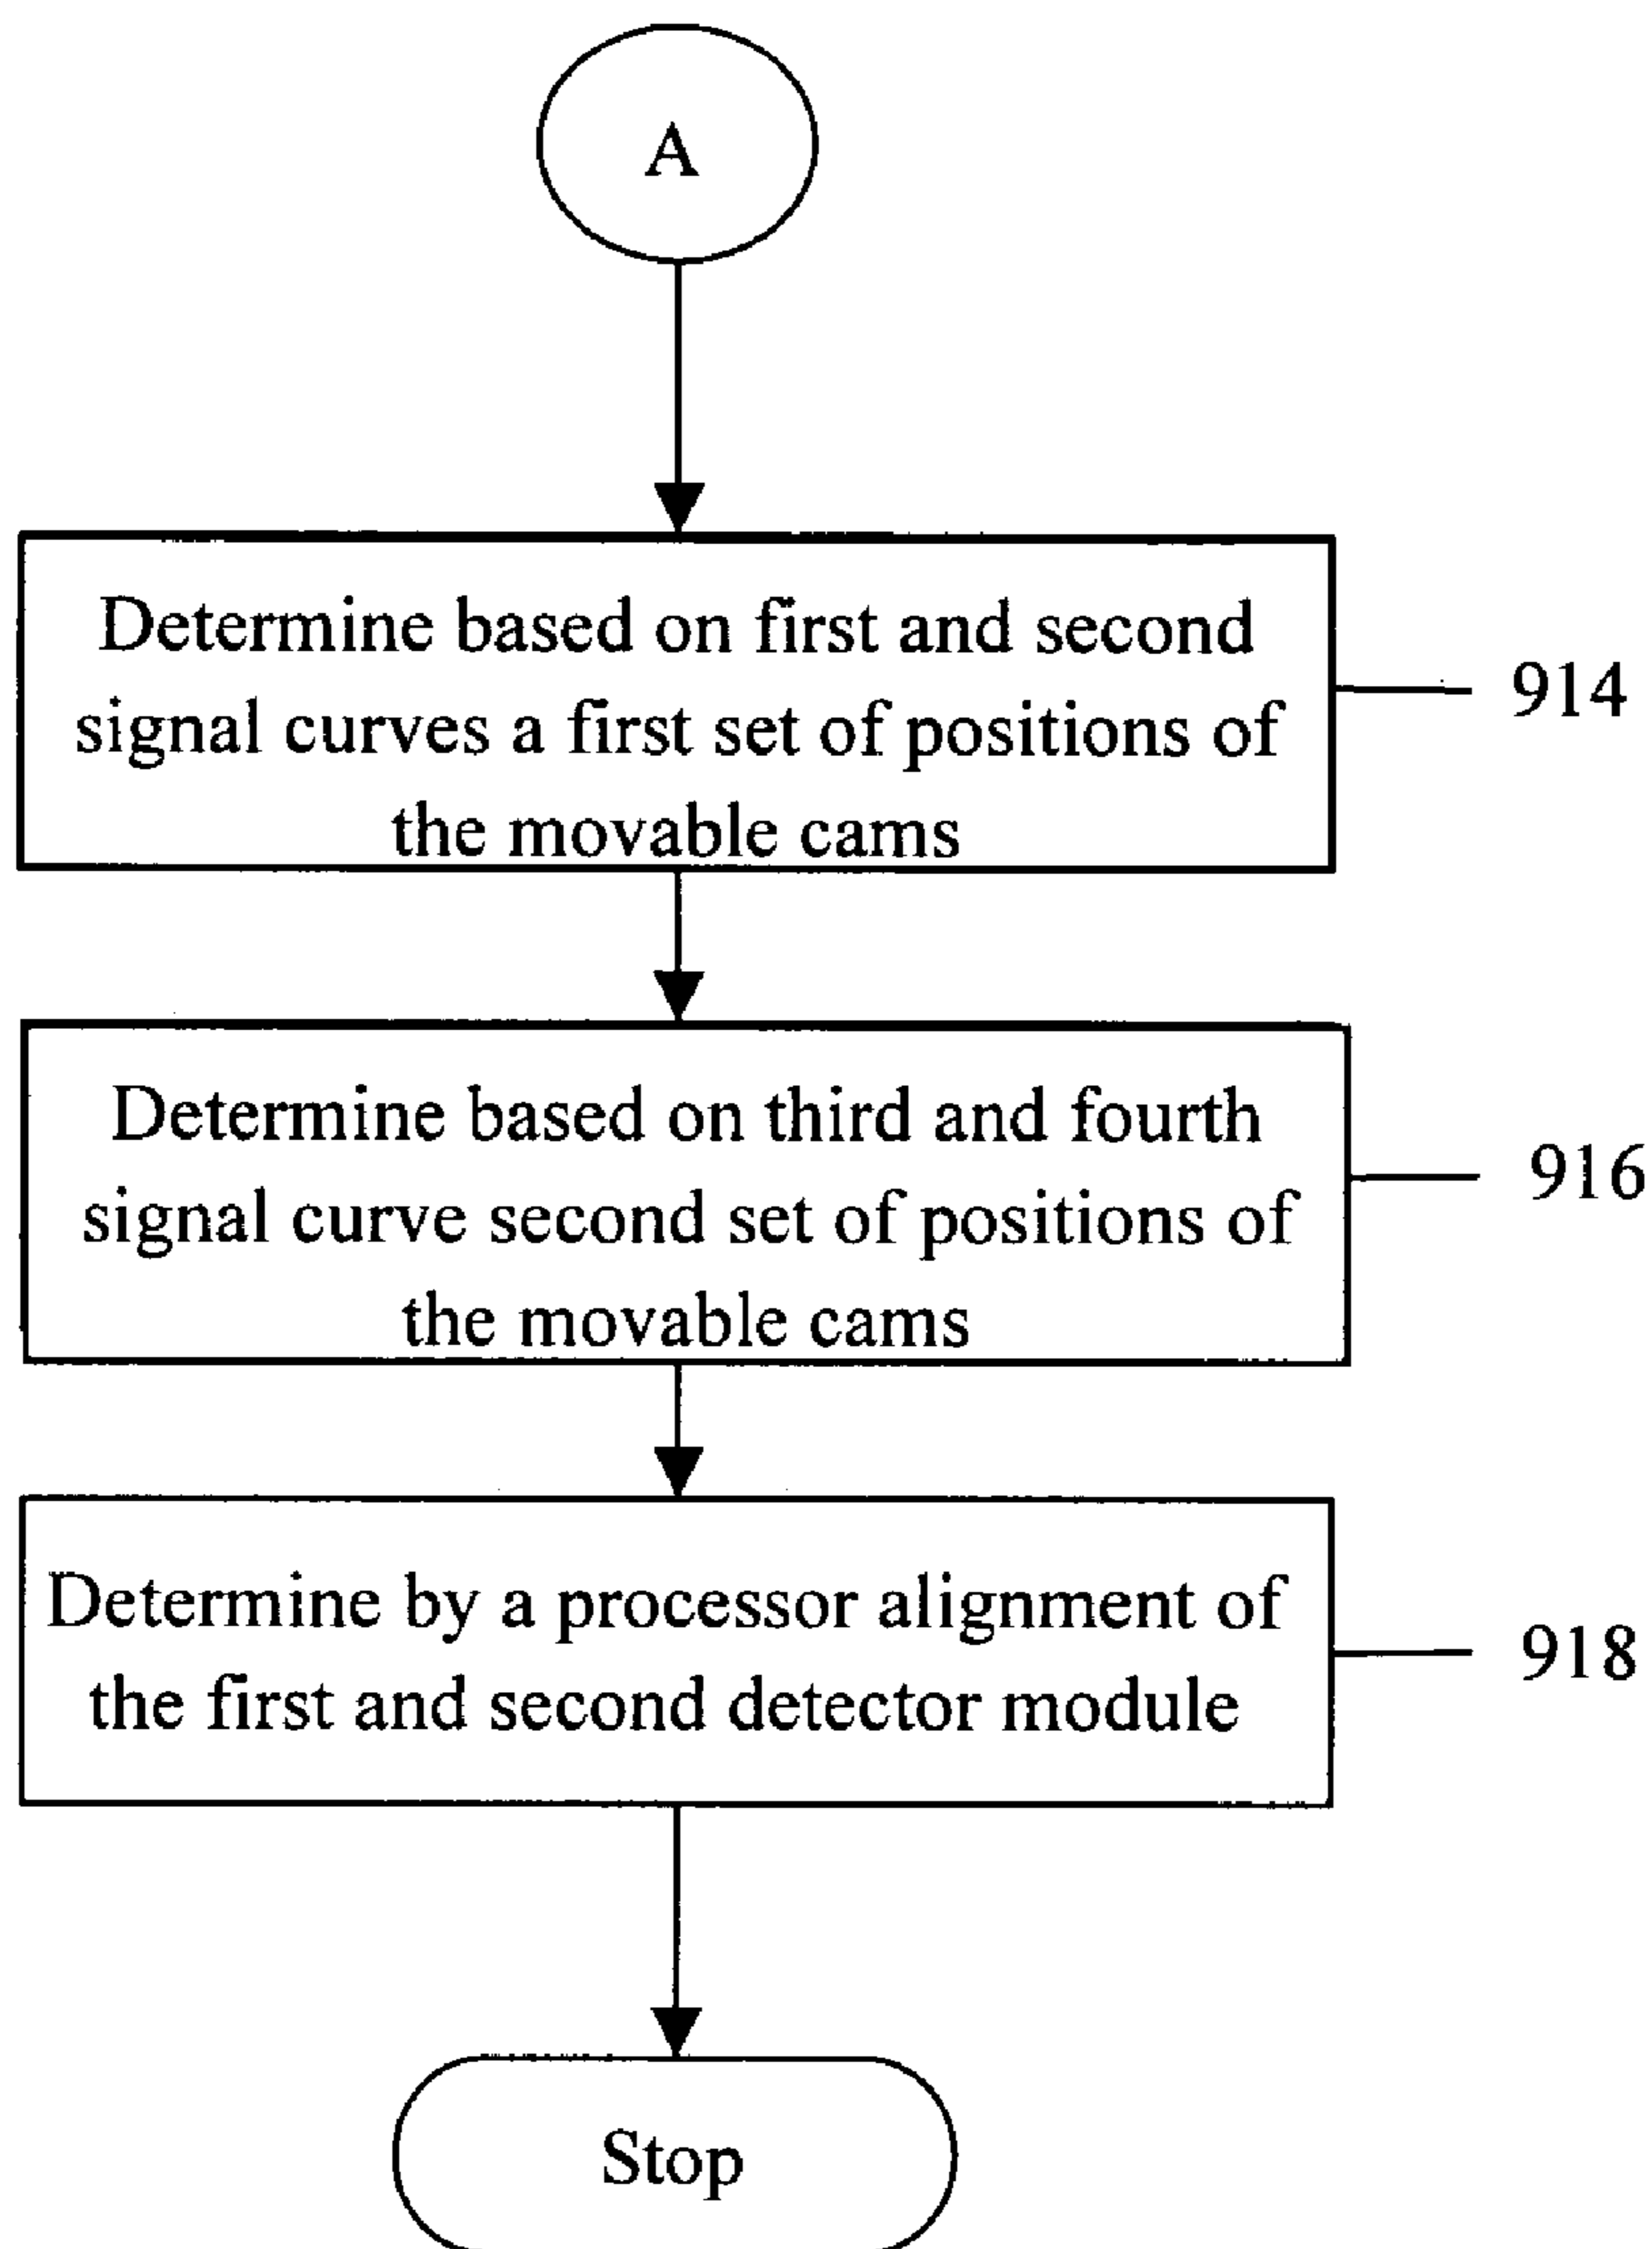 A
Determine based on first and second
signal curves a first set of positions of
the movable cams
914
Determine based on third and fourth
signal curve second set of positions of
the movable cams
916
Determine by a processor alignment of
the first and second detector module
918
Stop